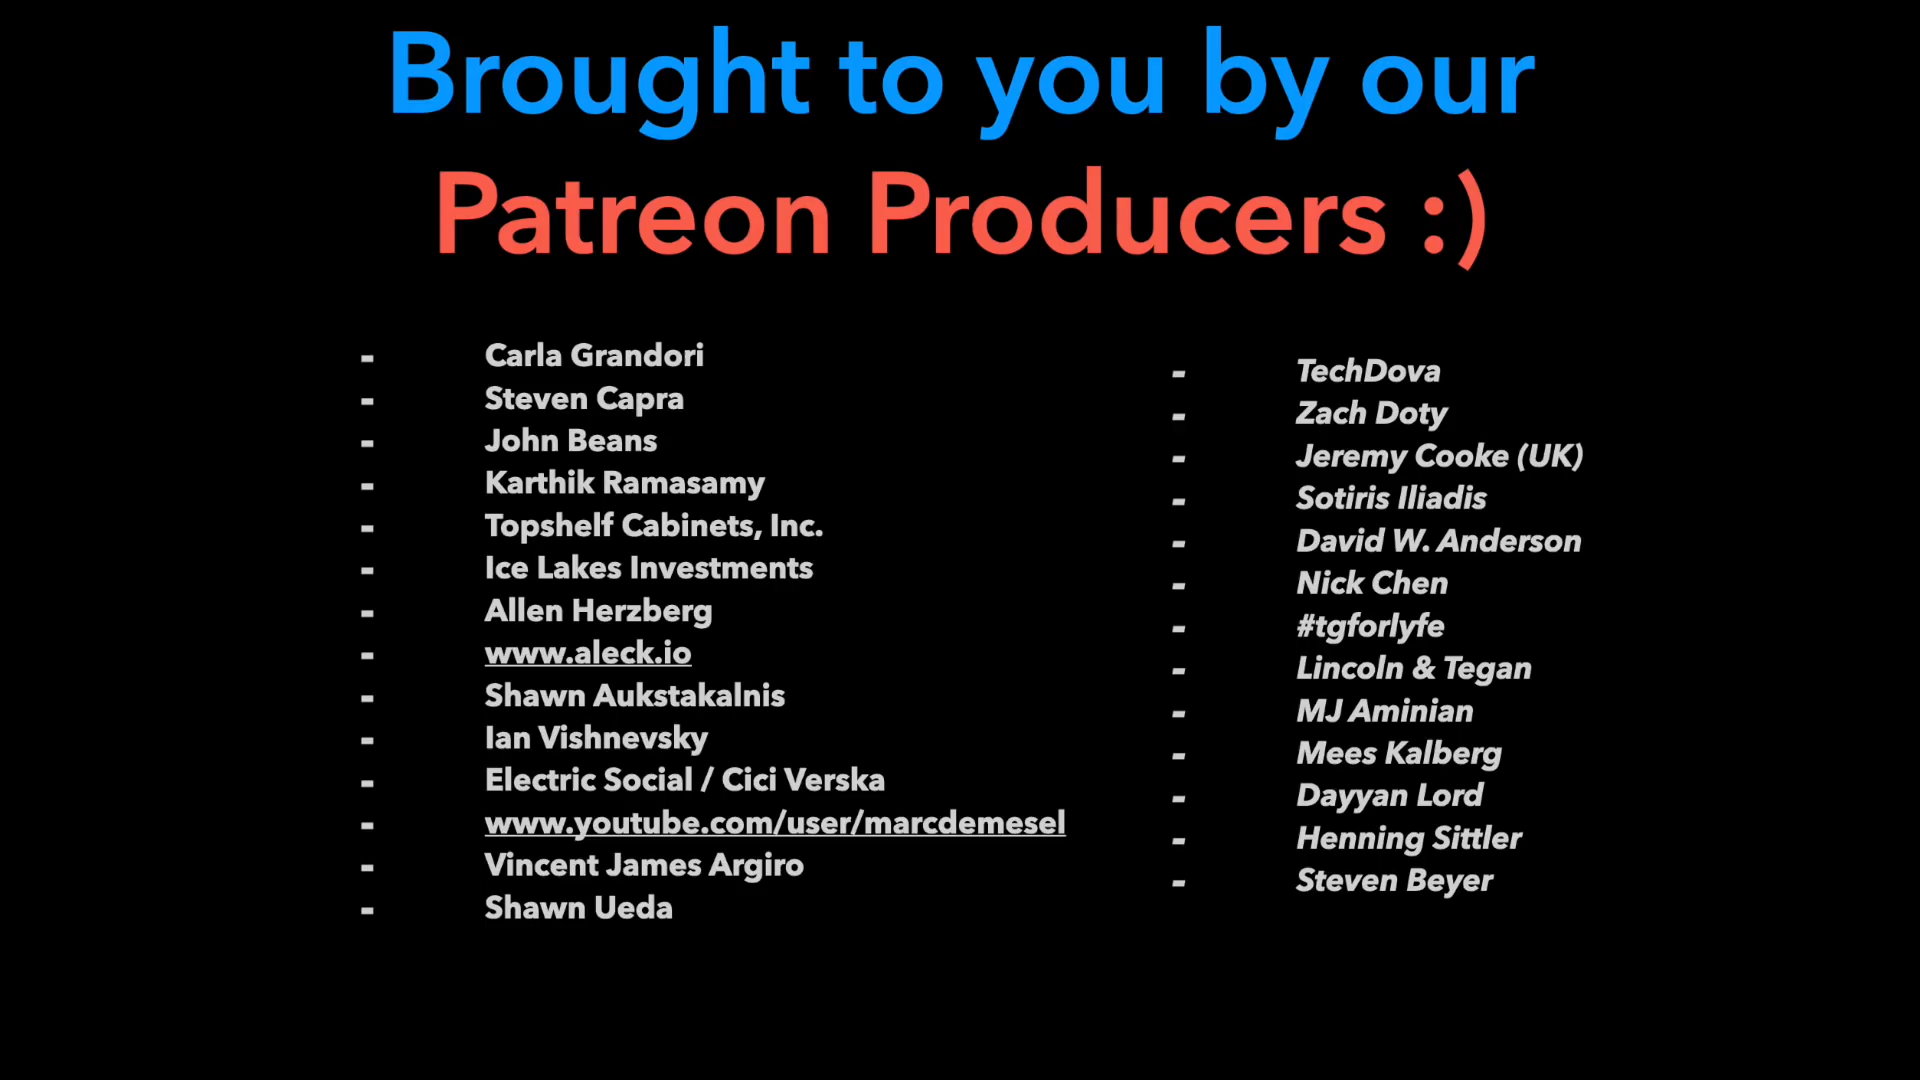 Brought to you by our
Patreon Producers :)
- Carla Grandori
- Steven Capra
- John Beans
- Karthik Ramasamy
- Topshelf Cabinets, Inc.
- Ice Lakes Investments
- Allen Herzberg
- www.aleck.io
- Shawn Aukstakalnis
- Ian Vishnevsky
- Electric Social / Cici Verska
- www.youtube.com/user/marcdemesel
- Vincent James Argiro
- Shawn Ueda
- TechDova
- Zach Doty
- Jeremy Cooke (UK)
- Sotiris Iliadis
- David W. Anderson
- Nick Chen
- #tgforlyfe
- Lincoln & Tegan
- MJ Aminian
- Mees Kalberg
- Dayyan Lord
- Henning Sittler
- Steven Beyer